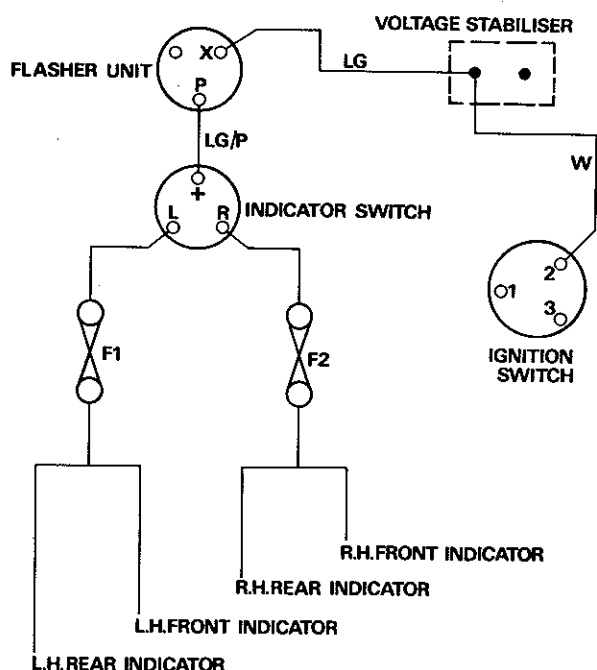 VOLTAGE STABILISER
X
FLASHER UNIT
LG
P
LG/P
W
+
L R
INDICATOR SWITCH
2
1
3
IGNITION
SWITCH
F1
F2
R.H.FRONT INDICATOR
R.H.REAR INDICATOR
L.H.FRONT INDICATOR
L.H.REAR INDICATOR